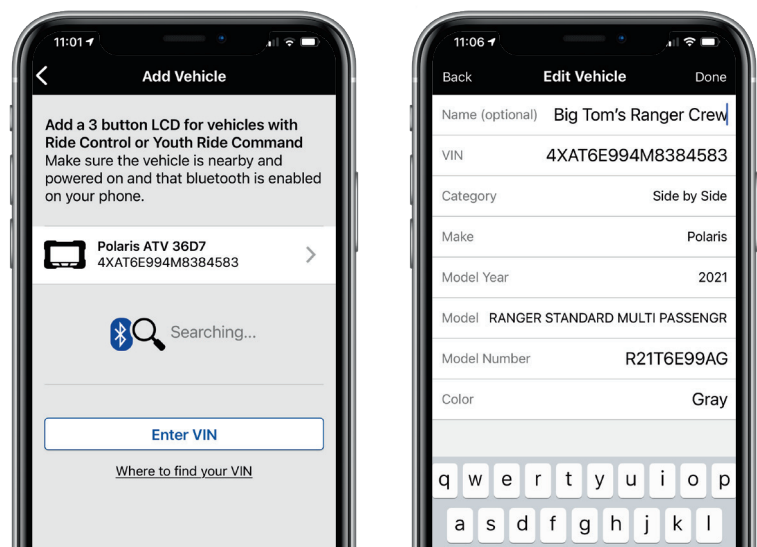 11:01
Add Vehicle
Add a 3 button LCD for vehicles with
Ride Control or Youth Ride Command
Make sure the vehicle is nearby and
powered on and that bluetooth is enabled
on your phone.
Polaris ATV 36D7
4XAT6E994M8384583
Searching...
Enter VIN
Where to find your VIN
11:06
Back Edit Vehicle Done
Name (optional) Big Tom's Ranger Crew
VIN 4XAT6E994M8384583
Category Side by Side
Make Polaris
Model Year 2021
Model RANGER STANDARD MULTI PASSENGR
Model Number R21T6E99AG
Color Gray
q w e r t y u i o p
a s d f g h j k l